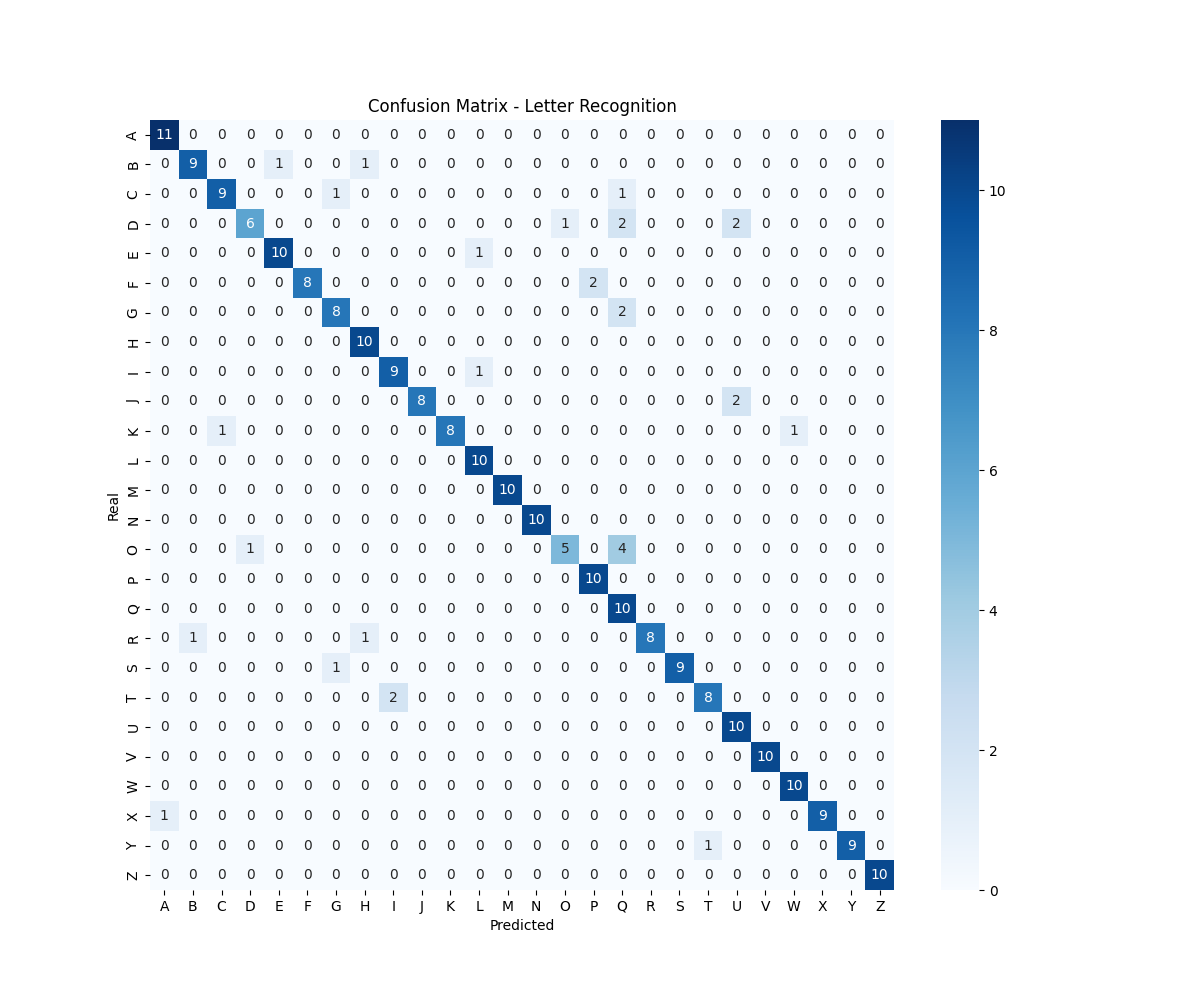 Confusion Matrix - Letter Recognition
A 11 0 0 0 0 0 0 0 0 0 0 0 0 0 0 0 0 0 0 0 0 0 0 0 0 0
B 0 9 0 0 1 0 0 1 0 0 0 0 0 0 0 0 0 0 0 0 0 0 0 0 0 0
C 0 0 9 0 0 0 1 0 0 0 0 0 0 0 0 0 1 0 0 0 0 0 0 0 0 0
D 0 0 0 6 0 0 0 0 0 0 0 0 0 0 1 0 2 0 0 0 2 0 0 0 0 0
E 0 0 0 0 10 0 0 0 0 0 0 1 0 0 0 0 0 0 0 0 0 0 0 0 0 0
F 0 0 0 0 0 8 0 0 0 0 0 0 0 0 0 2 0 0 0 0 0 0 0 0 0 0
G 0 0 0 0 0 0 8 0 0 0 0 0 0 0 0 0 2 0 0 0 0 0 0 0 0 0
H 0 0 0 0 0 0 0 10 0 0 0 0 0 0 0 0 0 0 0 0 0 0 0 0 0 0
I 0 0 0 0 0 0 0 0 9 0 0 1 0 0 0 0 0 0 0 0 0 0 0 0 0 0
J 0 0 0 0 0 0 0 0 0 8 0 0 0 0 0 0 0 0 0 0 2 0 0 0 0 0
K 0 0 1 0 0 0 0 0 0 0 8 0 0 0 0 0 0 0 0 0 0 0 1 0 0 0
L 0 0 0 0 0 0 0 0 0 0 0 10 0 0 0 0 0 0 0 0 0 0 0 0 0 0
M 0 0 0 0 0 0 0 0 0 0 0 0 10 0 0 0 0 0 0 0 0 0 0 0 0 0
N 0 0 0 0 0 0 0 0 0 0 0 0 0 10 0 0 0 0 0 0 0 0 0 0 0 0
O 0 0 0 1 0 0 0 0 0 0 0 0 0 0 5 0 4 0 0 0 0 0 0 0 0 0
P 0 0 0 0 0 0 0 0 0 0 0 0 0 0 0 10 0 0 0 0 0 0 0 0 0 0
Q 0 0 0 0 0 0 0 0 0 0 0 0 0 0 0 0 10 0 0 0 0 0 0 0 0 0
R 0 1 0 0 0 0 0 1 0 0 0 0 0 0 0 0 0 8 0 0 0 0 0 0 0 0
S 0 0 0 0 0 0 1 0 0 0 0 0 0 0 0 0 0 0 9 0 0 0 0 0 0 0
T 0 0 0 0 0 0 0 0 2 0 0 0 0 0 0 0 0 0 0 8 0 0 0 0 0 0
U 0 0 0 0 0 0 0 0 0 0 0 0 0 0 0 0 0 0 0 0 10 0 0 0 0 0
V 0 0 0 0 0 0 0 0 0 0 0 0 0 0 0 0 0 0 0 0 0 10 0 0 0 0
W 0 0 0 0 0 0 0 0 0 0 0 0 0 0 0 0 0 0 0 0 0 0 10 0 0 0
X 1 0 0 0 0 0 0 0 0 0 0 0 0 0 0 0 0 0 0 0 0 0 0 9 0 0
Y 0 0 0 0 0 0 0 0 0 0 0 0 0 0 0 0 0 0 0 1 0 0 0 0 9 0
Z 0 0 0 0 0 0 0 0 0 0 0 0 0 0 0 0 0 0 0 0 0 0 0 0 0 10
A B C D E F G H I J K L M N O P Q R S T U V W X Y Z
Predicted
Real
10
8
6
4
2
0